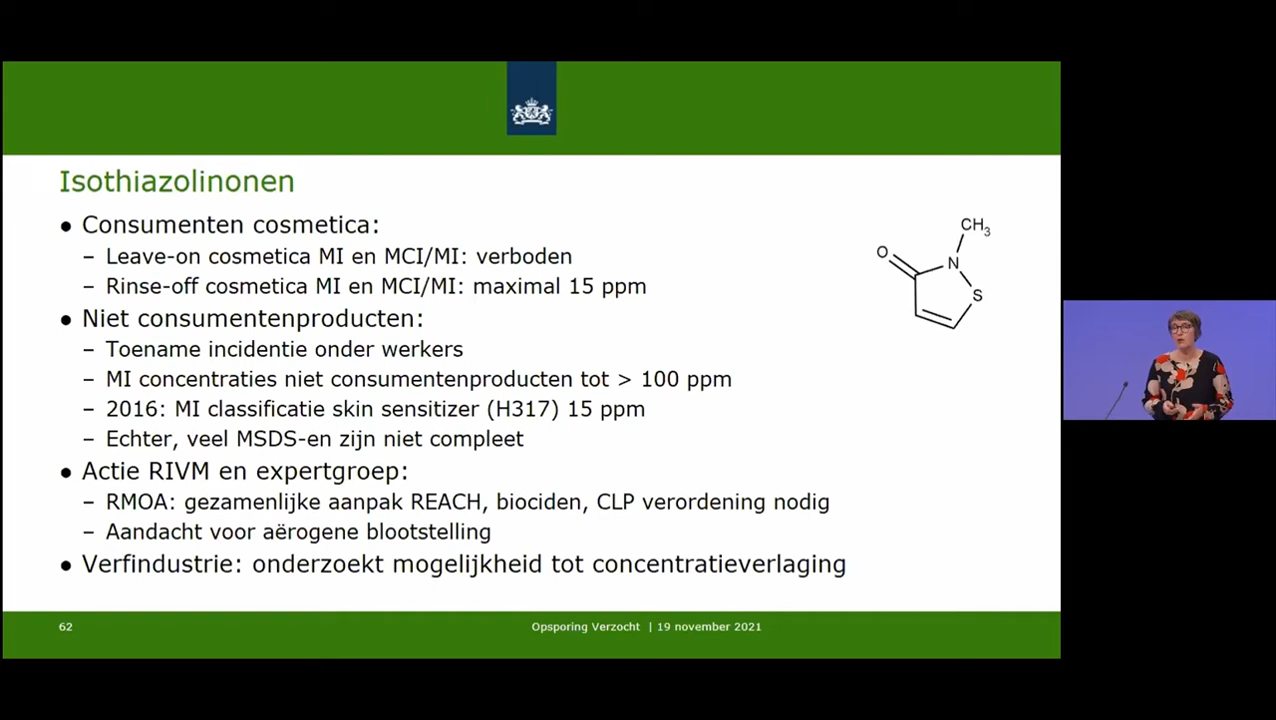 Isothiazolinonen
● Consumenten cosmetica:
– Leave-on cosmetica MI en MCI/MI: verboden
– Rinse-off cosmetica MI en MCI/MI: maximal 15 ppm
● Niet consumentenproducten:
– Toename incidentie onder werkers
– MI concentraties niet consumentenproducten tot > 100 ppm
– 2016: MI classificatie skin sensitizer (H317) 15 ppm
– Echter, veel MSDS-en zijn niet compleet
● Actie RIVM en expertgroep:
– RMOA: gezamenlijke aanpak REACH, biociden, CLP verordening nodig
– Aandacht voor aërogene blootstelling
● Verfindustrie: onderzoekt mogelijkheid tot concentratieverlaging
CH3
O
N
S
62
Opsporing Verzocht | 19 november 2021